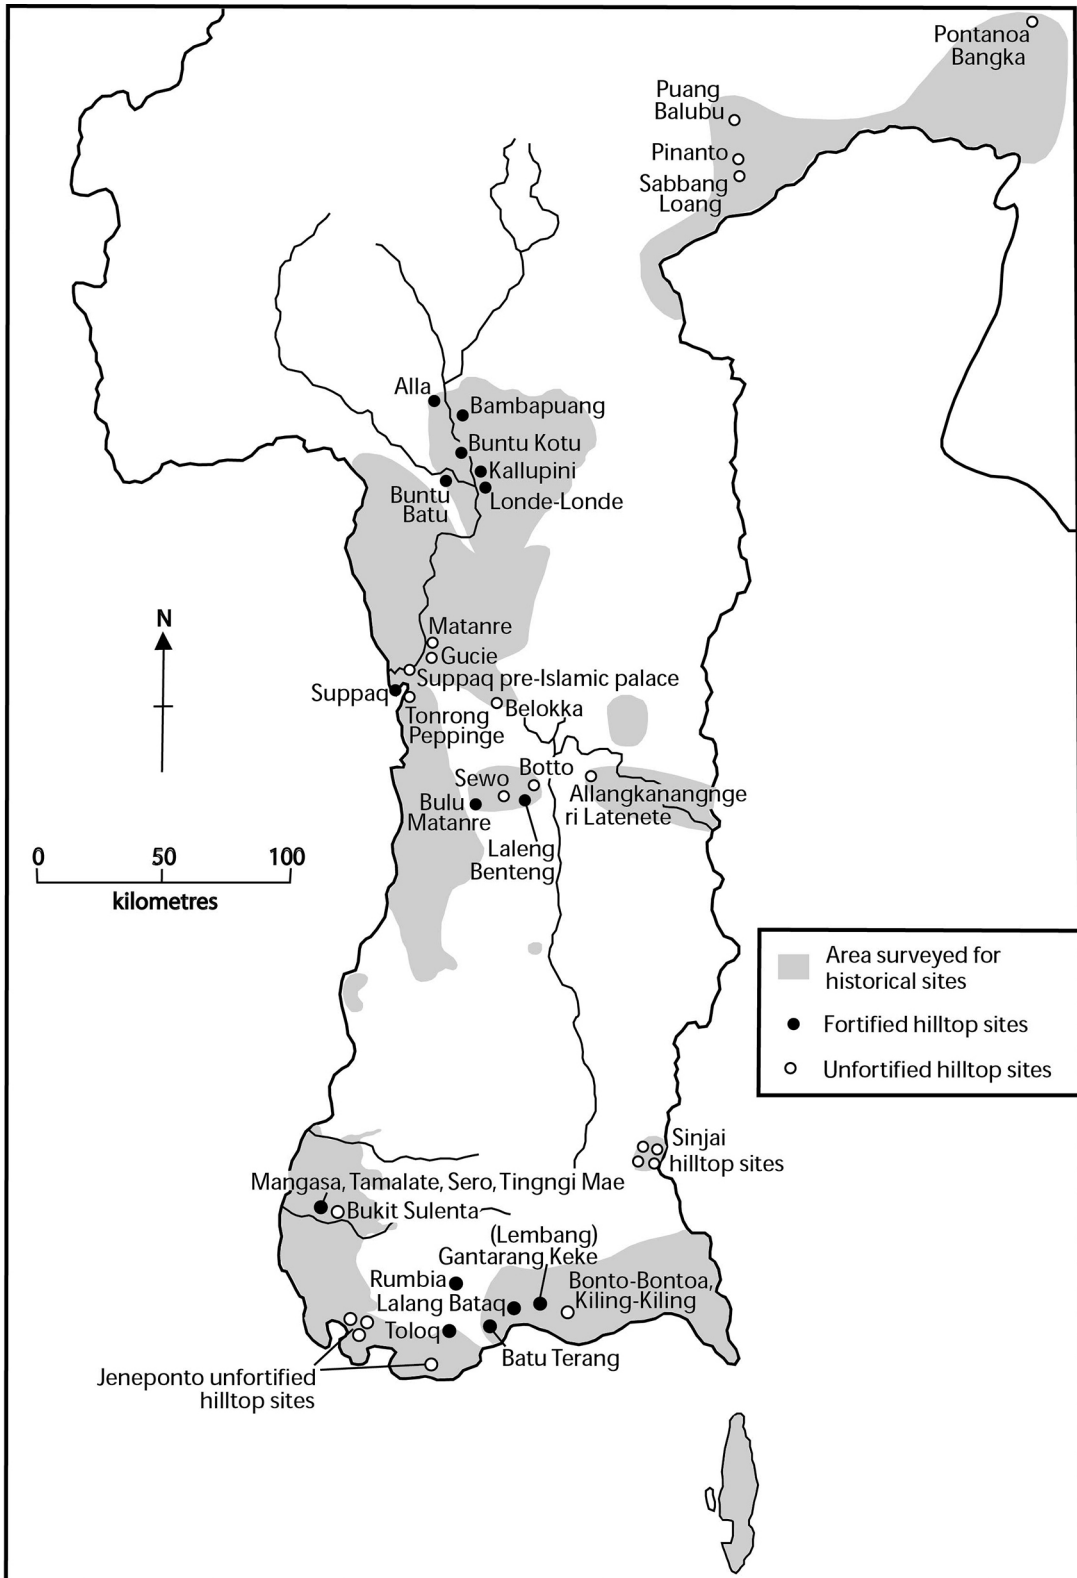 Pontanoa
Bangka
Puang
Balubu
Pinanto
Sabbang
Loang
Alla
Bambapuang
Buntu Kotu
Kallupini
Buntu
Batu
Londe-Londe
N
Matanre
Gucie
Suppaq pre-Islamic palace
Suppaq
Tonrong
Peppinge
Belokka
Botto
Sewo
Bulu
Matanre
Allangkanangnge
ri Latenete
Laleng
Benteng
0 50 100
kilometres
Area surveyed for
historical sites
Fortified hilltop sites
Unfortified hilltop sites
Sinjai
hilltop sites
Mangasa, Tamalate, Sero, Tingngi Mae
Bukit Sulenta
(Lembang)
Gantarang Keke
Rumbia
Lalang Bataq
Bonto-Bontoa,
Kiling-Kiling
Toloq
Batu Terang
Jeneponto unfortified
hilltop sites